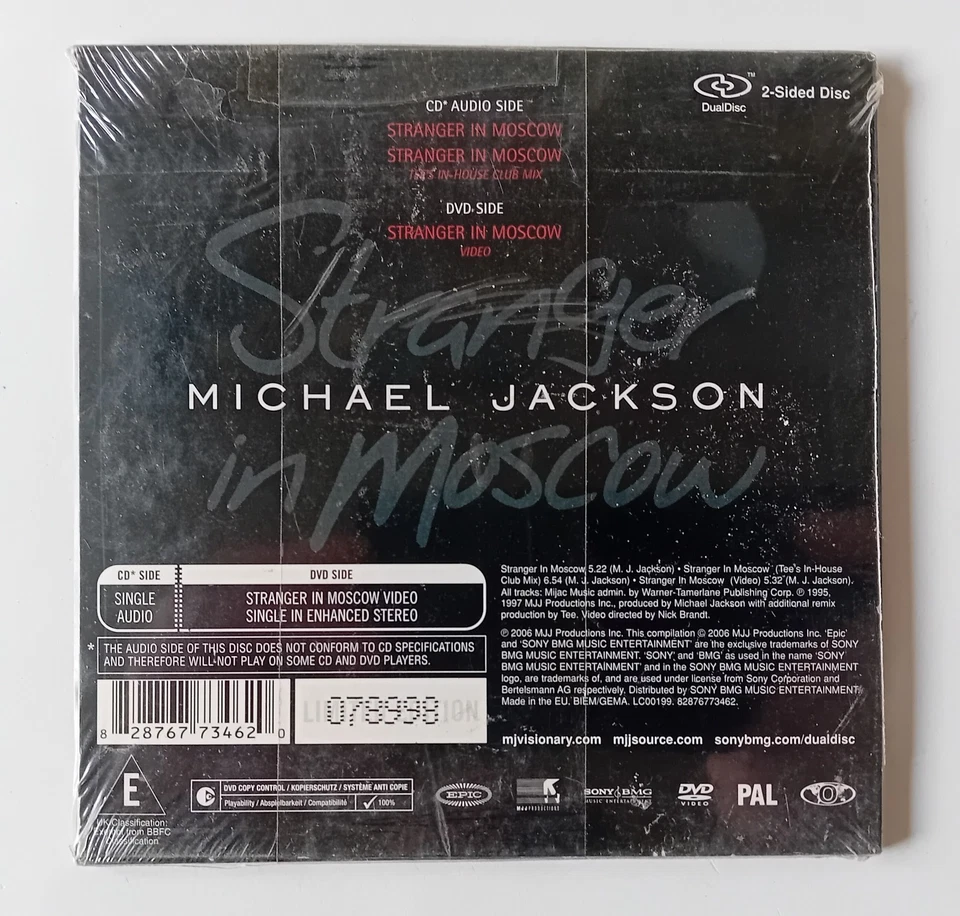 CD* AUDIO SIDE
STRANGER IN MOSCOW
STRANGER IN MOSCOW
TEE'S IN-HOUSE CLUB MIX
DVD SIDE
STRANGER IN MOSCOW
VIDEO
DualDisc™
2-Sided Disc
Stranger
MICHAEL JACKSON
in Moscow
CD* SIDE
DVD SIDE
SINGLE
AUDIO
STRANGER IN MOSCOW VIDEO
SINGLE IN ENHANCED STEREO
* THE AUDIO SIDE OF THIS DISC DOES NOT CONFORM TO CD SPECIFICATIONS
AND THEREFORE WILL NOT PLAY ON SOME CD AND DVD PLAYERS.
8 28767 73462 0
078998
Stranger In Moscow 5.22 (M. J. Jackson) • Stranger In Moscow (Tee's In-House
Club Mix) 6.54 (M. J. Jackson) • Stranger In Moscow (Video) 5.32 (M. J. Jackson).
All tracks: Mijac Music admin. by Warner-Tamerlane Publishing Corp. ℗ 1995,
1997 MJJ Productions Inc., produced by Michael Jackson with additional remix
production by Tee. Video directed by Nick Brandt.
℗ 2006 MJJ Productions Inc. This compilation © 2006 MJJ Productions Inc. 'Epic'
and 'SONY BMG MUSIC ENTERTAINMENT' are the exclusive trademarks of SONY
BMG MUSIC ENTERTAINMENT. 'SONY', and 'BMG' as used in the name 'SONY
BMG MUSIC ENTERTAINMENT' and in the SONY BMG MUSIC ENTERTAINMENT
logo, are trademarks of, and are used under license from Sony Corporation and
Bertelsmann AG respectively. Distributed by SONY BMG MUSIC ENTERTAINMENT.
Made in the EU. BIEM/GEMA. LC00199. 82876773462.
mjvisionary.com mjjsource.com sonybmg.com/dualdisc
E
UK Classification:
Exempt from BBFC
Classification
DVD COPY CONTROL / KOPIERSCHUTZ / SYSTÈME ANTI COPIE
Playability / Abspielbarkeit / Compatibilité ✓ 100%
EPIC
SONY BMG
MUSIC ENTERTAINMENT
DVD
VIDEO
PAL
0